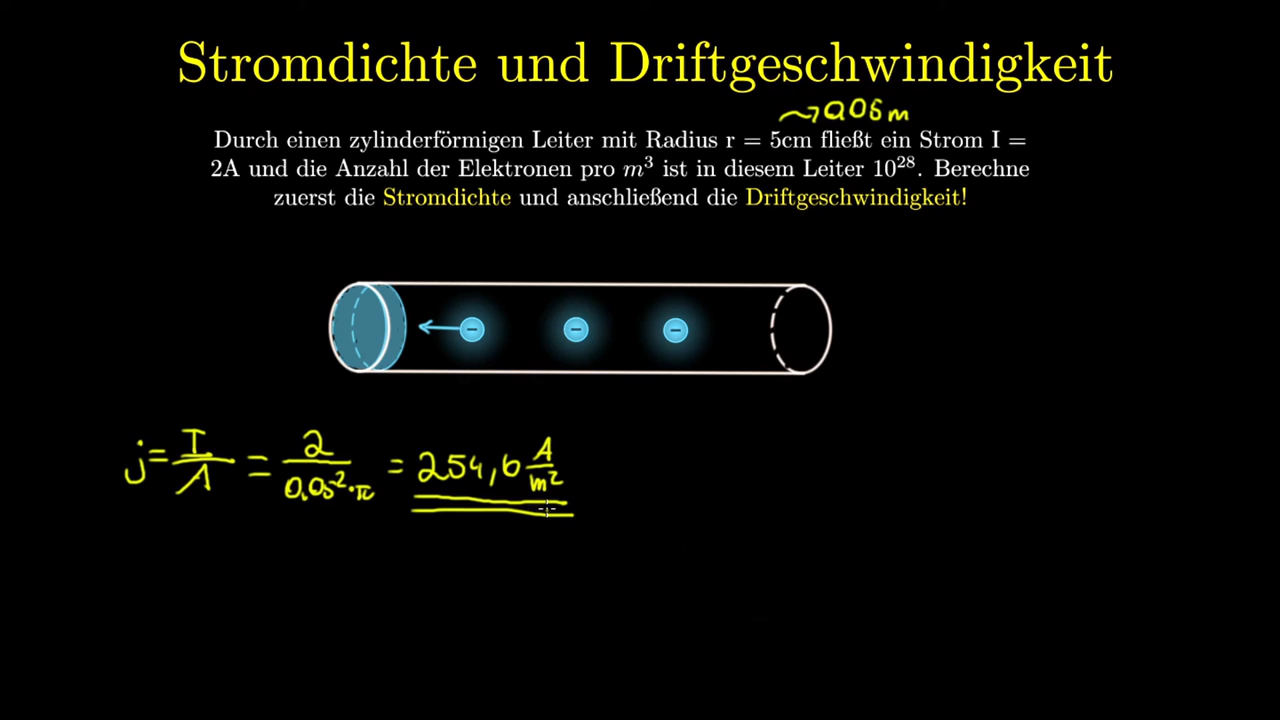 Stromdichte und Driftgeschwindigkeit
⤳ 0.05 m
Durch einen zylinderförmigen Leiter mit Radius r = 5cm fließt ein Strom I =
2A und die Anzahl der Elektronen pro m³ ist in diesem Leiter 10²⁸. Berechne
zuerst die Stromdichte und anschließend die Driftgeschwindigkeit!
− − −
j = I/A = 2/(0.05² · π) = 254,6 A/m²